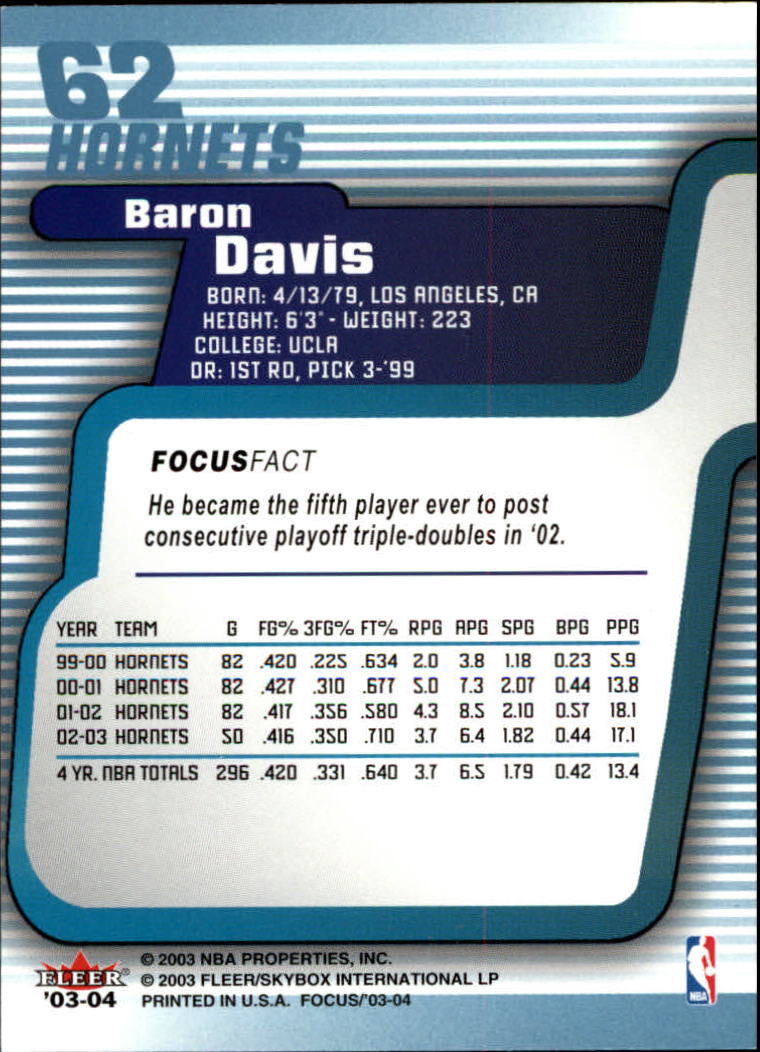 62
HORNETS
Baron
Davis
BORN: 4/13/79, LOS ANGELES, CA
HEIGHT: 6'3" - WEIGHT: 223
COLLEGE: UCLA
DR: 1ST RD, PICK 3-'99
FOCUSFACT
He became the fifth player ever to post
consecutive playoff triple-doubles in '02.
YEAR TEAM G FG% 3FG% FT% RPG APG SPG BPG PPG
99-00 HORNETS 82 .420 .225 .634 2.0 3.8 1.18 0.23 5.9
00-01 HORNETS 82 .427 .310 .677 5.0 7.3 2.07 0.44 13.8
01-02 HORNETS 82 .417 .356 .580 4.3 8.5 2.10 0.57 18.1
02-03 HORNETS 50 .416 .350 .710 3.7 6.4 1.82 0.44 17.1
4 YR. NBA TOTALS 296 .420 .331 .640 3.7 6.5 1.79 0.42 13.4
FLEER®
'03-04
© 2003 NBA PROPERTIES, INC.
© 2003 FLEER/SKYBOX INTERNATIONAL LP
PRINTED IN U.S.A. FOCUS/'03-04
NBA